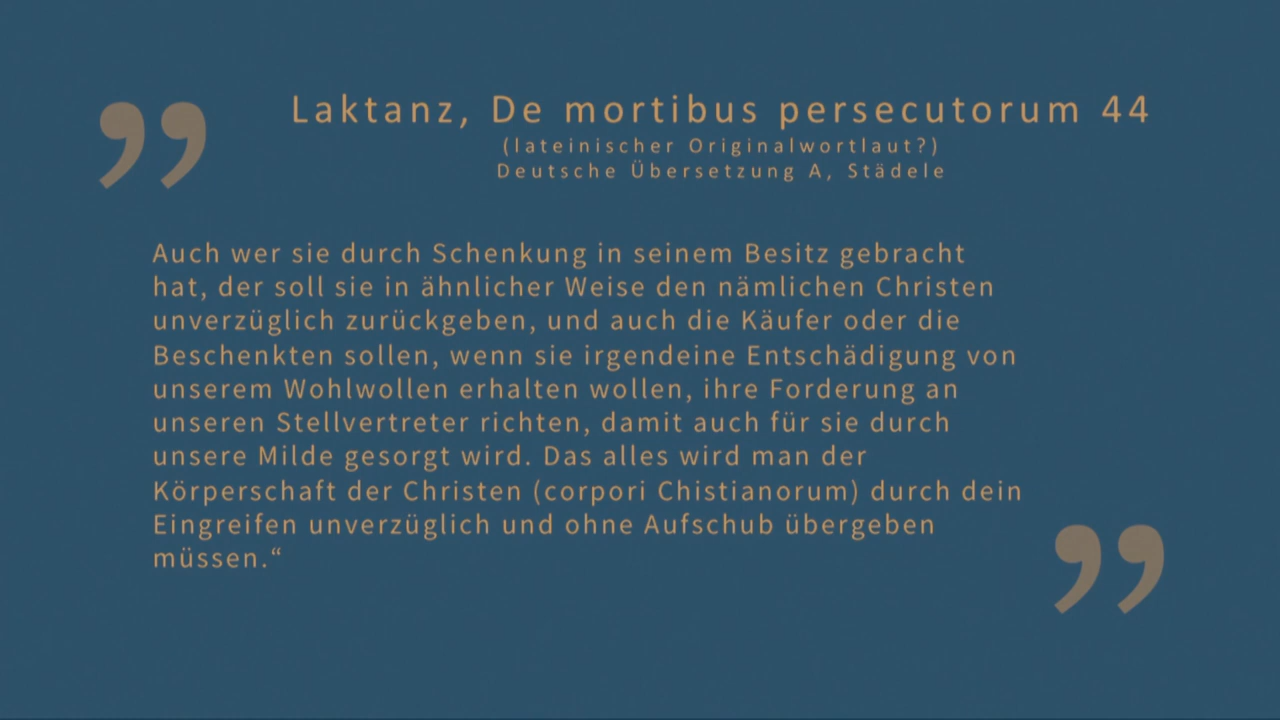 Laktanz, De mortibus persecutorum 44
(lateinischer Originalwortlaut?)
Deutsche Übersetzung A, Städele
Auch wer sie durch Schenkung in seinem Besitz gebracht
hat, der soll sie in ähnlicher Weise den nämlichen Christen
unverzüglich zurückgeben, und auch die Käufer oder die
Beschenkten sollen, wenn sie irgendeine Entschädigung von
unserem Wohlwollen erhalten wollen, ihre Forderung an
unseren Stellvertreter richten, damit auch für sie durch
unsere Milde gesorgt wird. Das alles wird man der
Körperschaft der Christen (corpori Chistianorum) durch dein
Eingreifen unverzüglich und ohne Aufschub übergeben
müssen.“